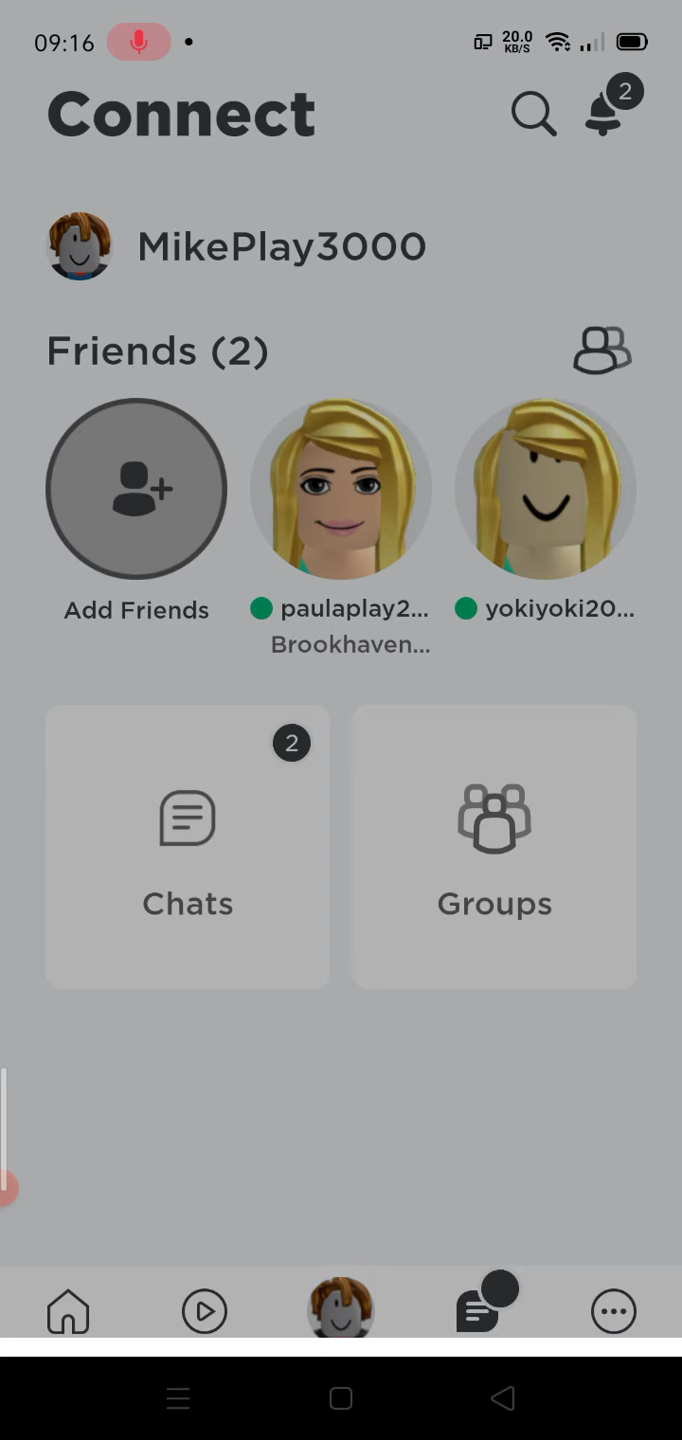 09:16
20.0
KB/S
Connect
2
MikePlay3000
Friends (2)
Add Friends
paulaplay2...
yokiyoki20...
Brookhaven...
2
Chats
Groups